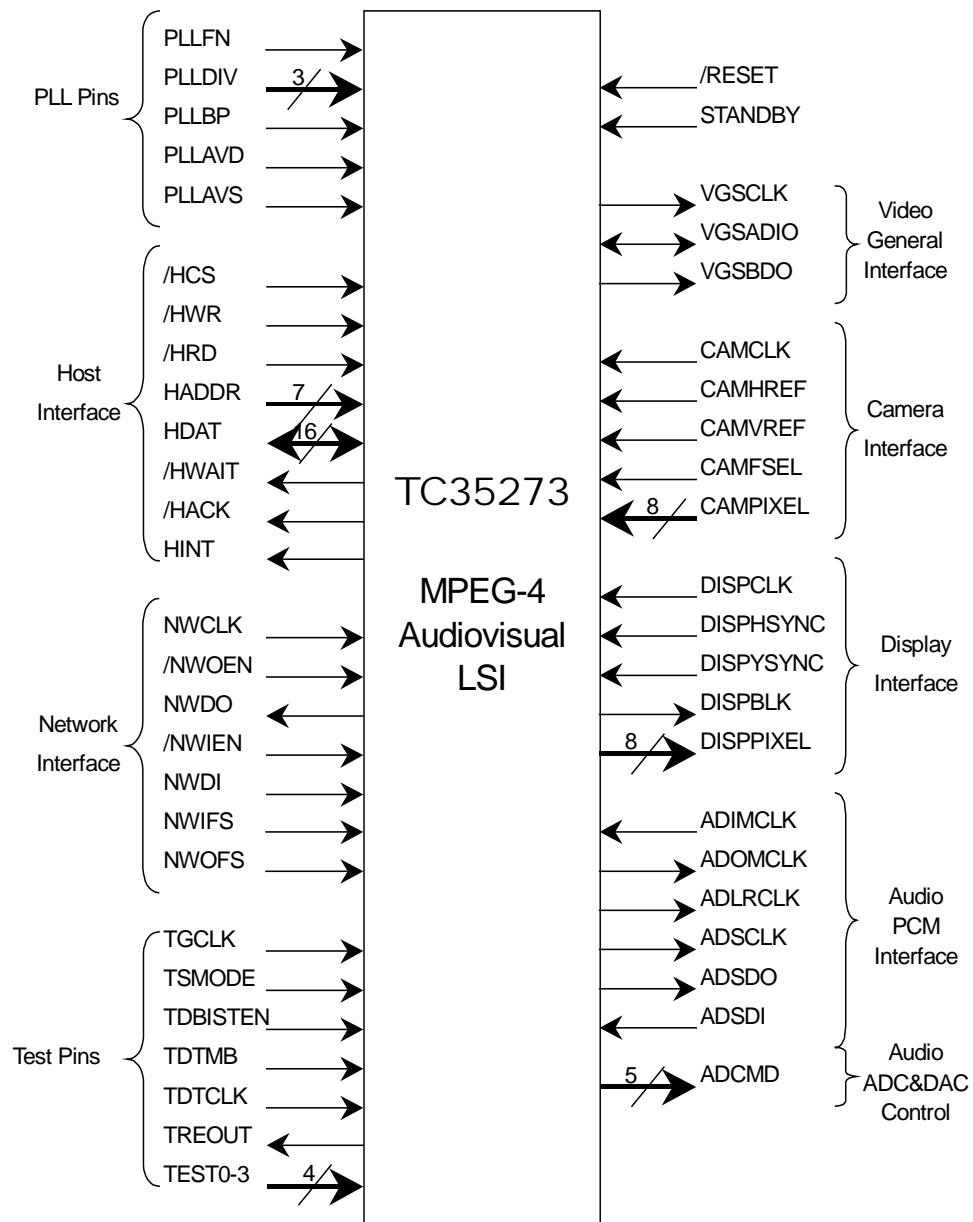 PLL Pins
PLLFN
PLLDIV
3
PLLBP
PLLAVD
PLLAVS
Host
Interface
/HCS
/HWR
/HRD
HADDR
7
HDAT
16
/HWAIT
/HACK
HINT
Network
Interface
NWCLK
/NWOEN
NWDO
/NWIEN
NWDI
NWIFS
NWOFS
Test Pins
TGCLK
TSMODE
TDBISTEN
TDTMB
TDTCLK
TREOUT
TEST0-3
4
TC35273
MPEG-4
Audiovisual
LSI
/RESET
STANDBY
VGSCLK
VGSADIO
VGSBDO
Video
General
Interface
CAMCLK
CAMHREF
CAMVREF
CAMFSEL
CAMPIXEL
8
Camera
Interface
DISPCLK
DISPHSYNC
DISPYSYNC
DISPBLK
DISPPIXEL
8
Display
Interface
ADIMCLK
ADOMCLK
ADLRCLK
ADSCLK
ADSDO
ADSDI
Audio
PCM
Interface
ADCMD
5
Audio
ADC&DAC
Control